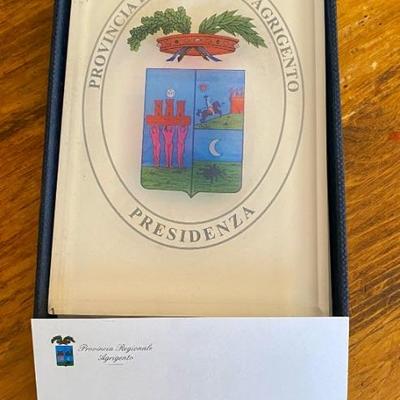 PROVINCIA
AGRIGENTO
PRESIDENZA
Provincia Regionale
Agrigento